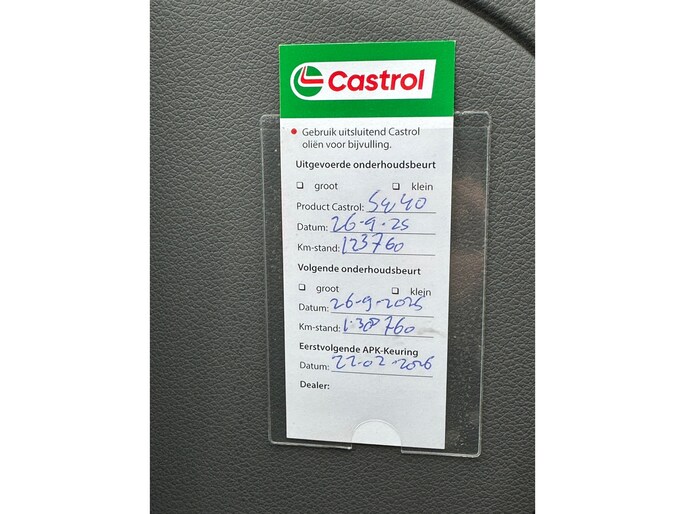 Castrol
Gebruik uitsluitend Castrol
oliën voor bijvulling.
Uitgevoerde onderhoudsbeurt
groot klein
Product Castrol: 5w40
Datum: 26-9-25
Km-stand: 123760
Volgende onderhoudsbeurt
groot klein
Datum: 26-9-2025
Km-stand: 138760
Eerstvolgende APK-Keuring
Datum: 22-02-2026
Dealer: